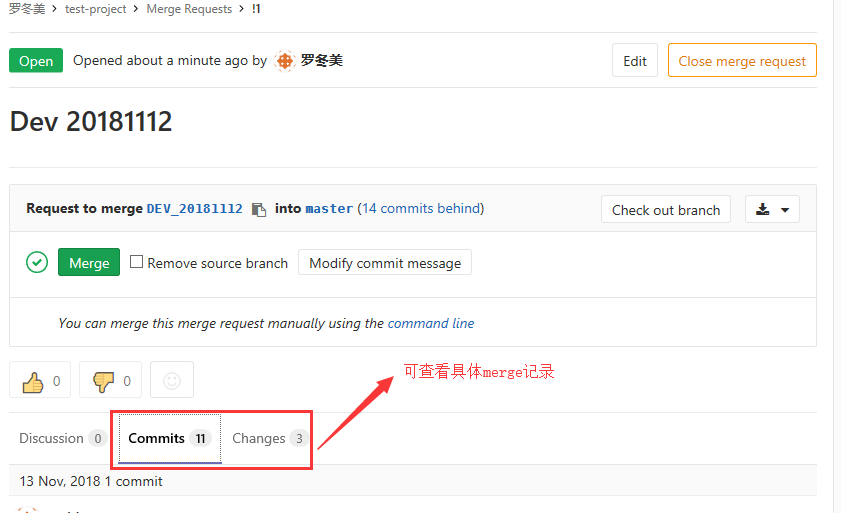 罗冬美 > test-project > Merge Requests > !1
Open Opened about a minute ago by 罗冬美 Edit Close merge request
Dev 20181112
Request to merge DEV_20181112 into master (14 commits behind) Check out branch
Merge Remove source branch Modify commit message
You can merge this merge request manually using the command line
0 0
可查看具体merge记录
Discussion 0 Commits 11 Changes 3
13 Nov, 2018 1 commit